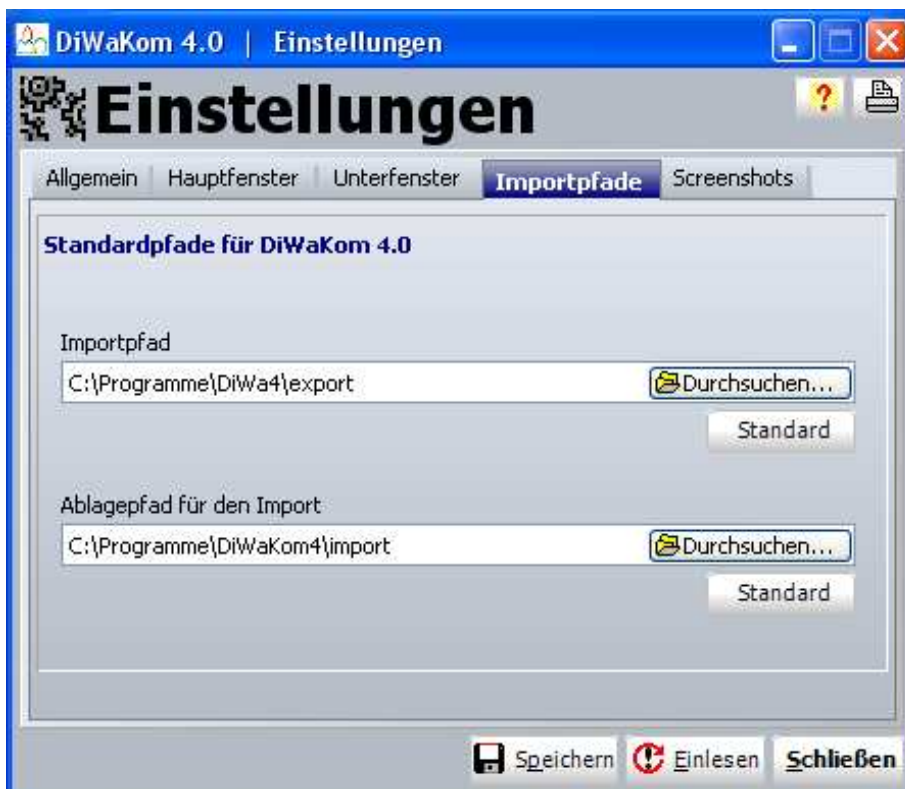 DiWaKom 4.0 | Einstellungen
Einstellungen
?
Allgemein Hauptfenster Unterfenster Importpfade Screenshots
Standardpfade für DiWaKom 4.0
Importpfad
C:\Programme\DiWa4\export Durchsuchen...
Standard
Ablagepfad für den Import
C:\Programme\DiWaKom4\import Durchsuchen...
Standard
Speichern Einlesen Schließen